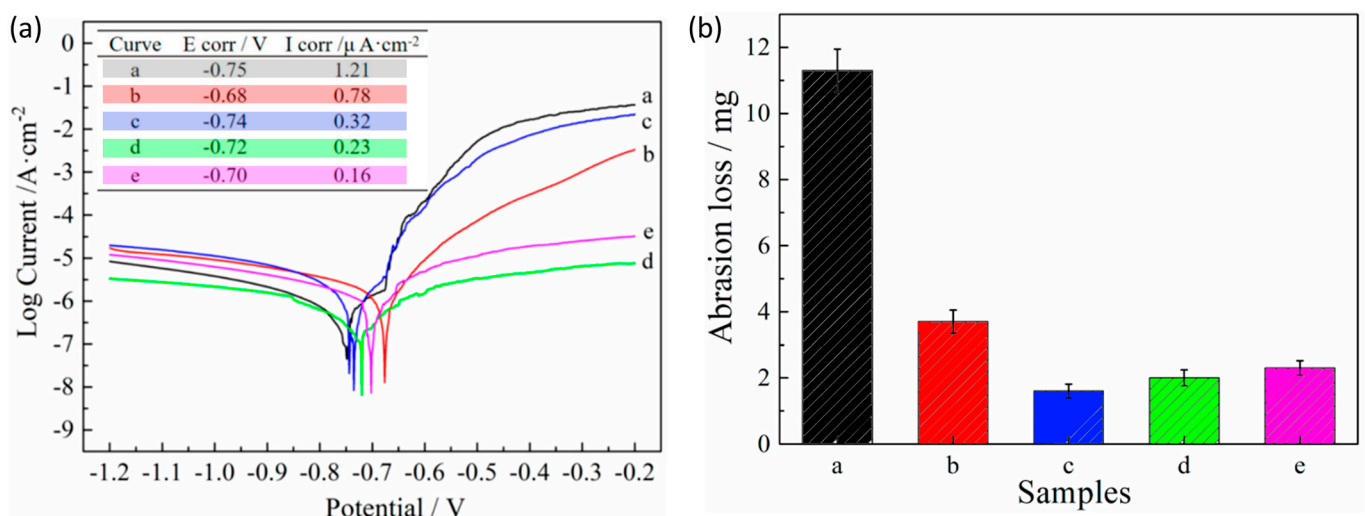 (a)
Log Current /A·cm-2
0
-1
-2
-3
-4
-5
-6
-7
-8
-9
Curve E corr / V I corr /μ A·cm-2
a -0.75 1.21
b -0.68 0.78
c -0.74 0.32
d -0.72 0.23
e -0.70 0.16
a
c
b
e
d
-1.2 -1.1 -1.0 -0.9 -0.8 -0.7 -0.6 -0.5 -0.4 -0.3 -0.2
Potential / V
(b)
Abrasion loss / mg
12
10
8
6
4
2
0
a b c d e
Samples